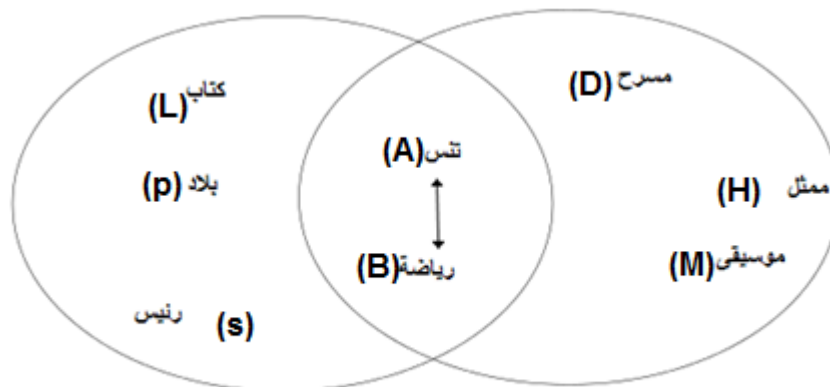 مسرح (D)
كتاب (L)
تنس (A)
بلاد (p)
ممثل (H)
موسيقى (M)
رياضة (B)
رئيس (s)